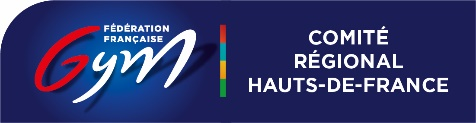 FÉDÉRATION
FRANÇAISE
Gym
COMITÉ
RÉGIONAL
HAUTS-DE-FRANCE